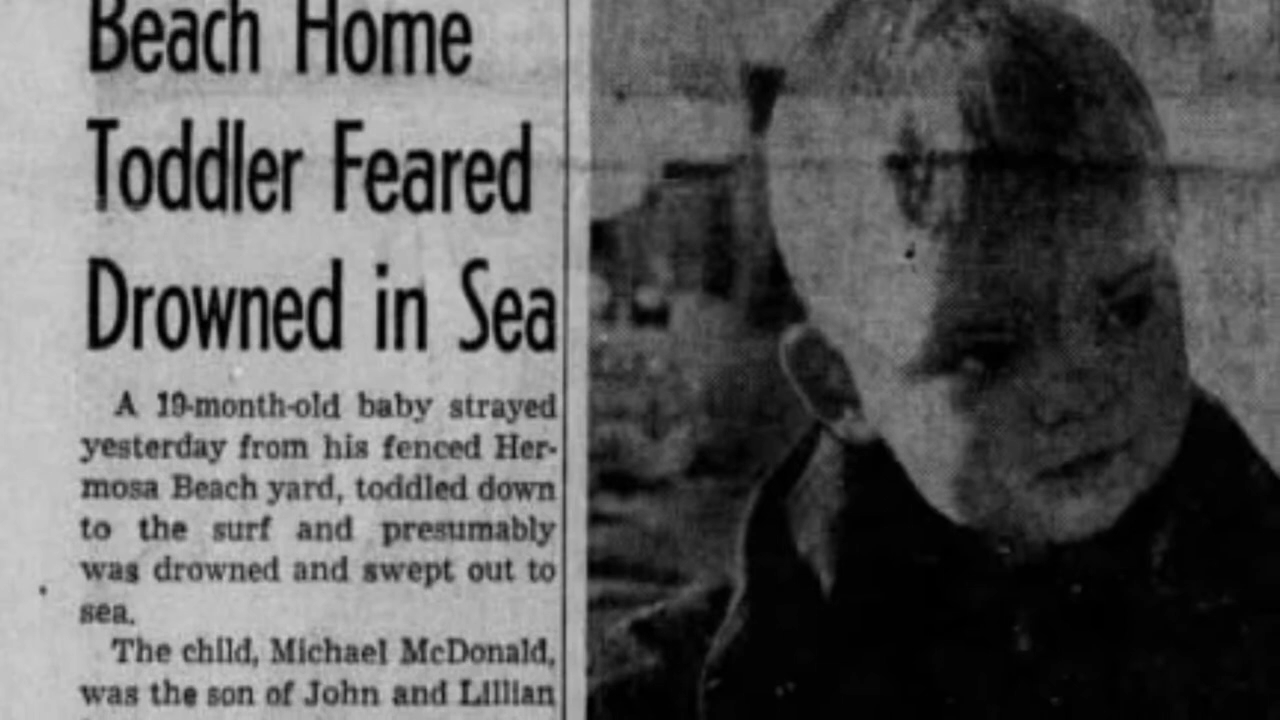 Beach Home
Toddler Feared
Drowned in Sea
A 19-month-old baby strayed
yesterday from his fenced Her-
mosa Beach yard, toddled down
to the surf and presumably
was drowned and swept out to
sea.
The child, Michael McDonald,
was the son of John and Lillian